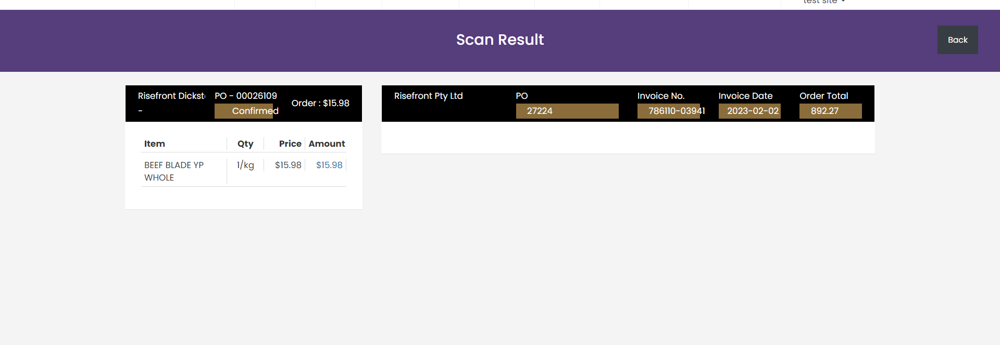 test site
Scan Result
Back
Risefront Dickst
-
PO - 00026109
Confirmed
Order : $15.98
Item Qty Price Amount
BEEF BLADE YP WHOLE 1/kg $15.98 $15.98
Risefront Pty Ltd
PO Invoice No. Invoice Date Order Total
27224 786110-03941 2023-02-02 892.27